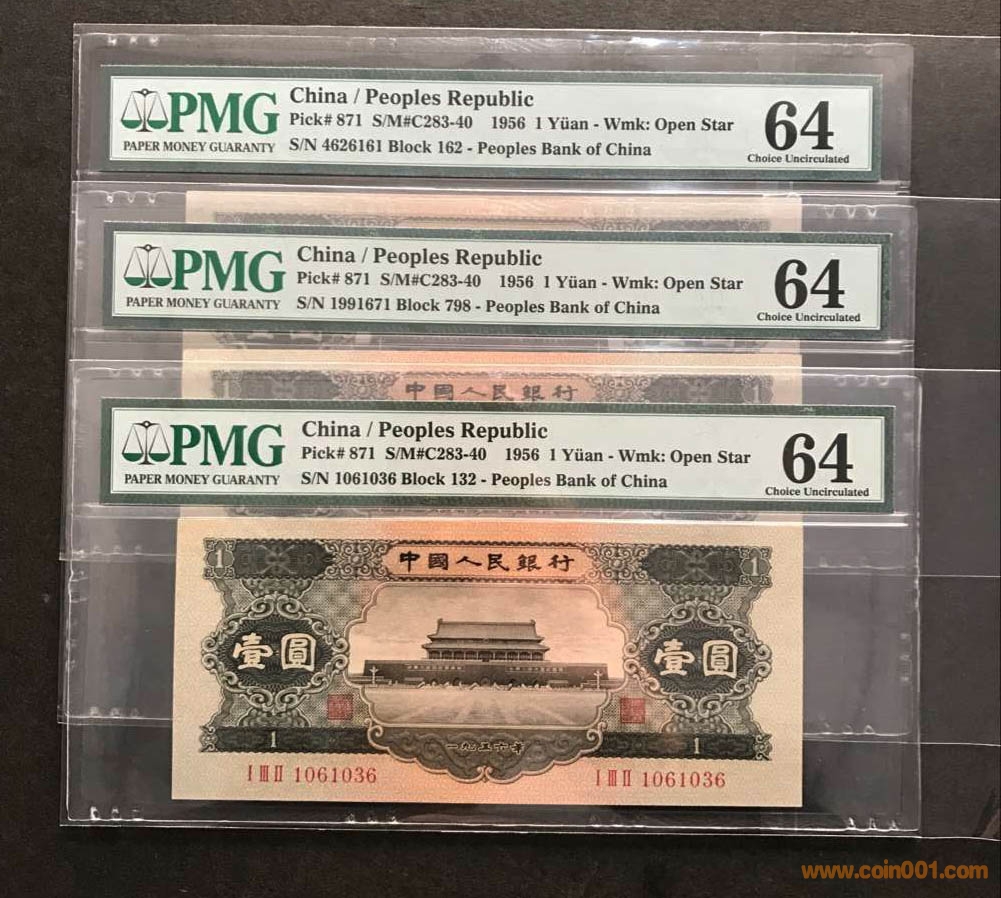 PMG
PAPER MONEY GUARANTY
China / Peoples Republic
Pick# 871 S/M#C283-40 1956 1 Yüan - Wmk: Open Star
S/N 4626161 Block 162 - Peoples Bank of China
64
Choice Uncirculated
PMG
PAPER MONEY GUARANTY
China / Peoples Republic
Pick# 871 S/M#C283-40 1956 1 Yüan - Wmk: Open Star
S/N 1991671 Block 798 - Peoples Bank of China
64
Choice Uncirculated
1 中國人民銀行 1
PMG
PAPER MONEY GUARANTY
China / Peoples Republic
Pick# 871 S/M#C283-40 1956 1 Yüan - Wmk: Open Star
S/N 1061036 Block 132 - Peoples Bank of China
64
Choice Uncirculated
1 中國人民銀行 1
壹圓 壹圓
1 一九五六年 1
I III II 1061036 I III II 1061036
www.coin001.com